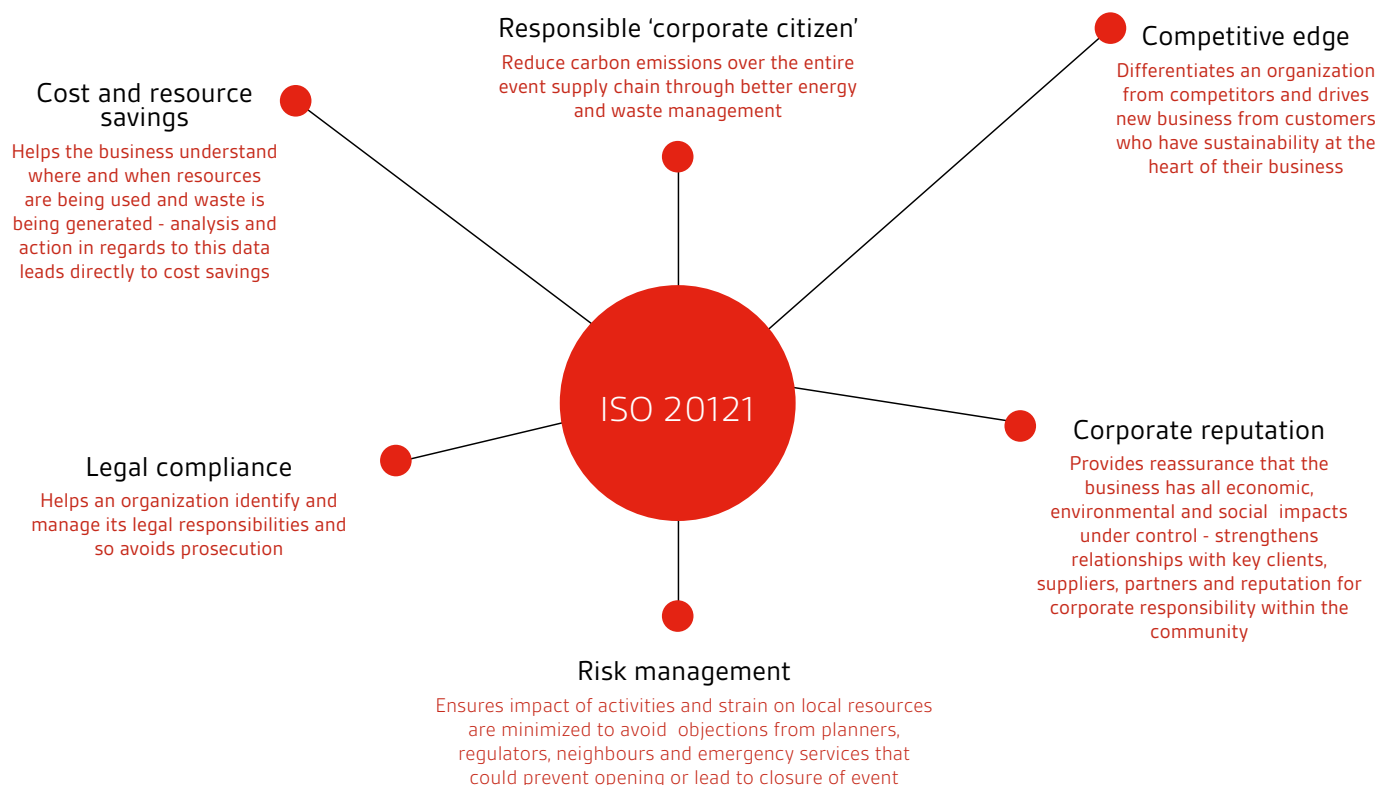 Responsible ‘corporate citizen’
Reduce carbon emissions over the entire
event supply chain through better energy
and waste management
Competitive edge
Differentiates an organization
from competitors and drives
new business from customers
who have sustainability at the
heart of their business
Cost and resource
savings
Helps the business understand
where and when resources
are being used and waste is
being generated - analysis and
action in regards to this data
leads directly to cost savings
ISO 20121
Legal compliance
Helps an organization identify and
manage its legal responsibilities and
so avoids prosecution
Corporate reputation
Provides reassurance that the
business has all economic,
environmental and social  impacts
under control - strengthens
relationships with key clients,
suppliers, partners and reputation for
corporate responsibility within the
community
Risk management
Ensures impact of activities and strain on local resources
are minimized to avoid  objections from planners,
regulators, neighbours and emergency services that
could prevent opening or lead to closure of event